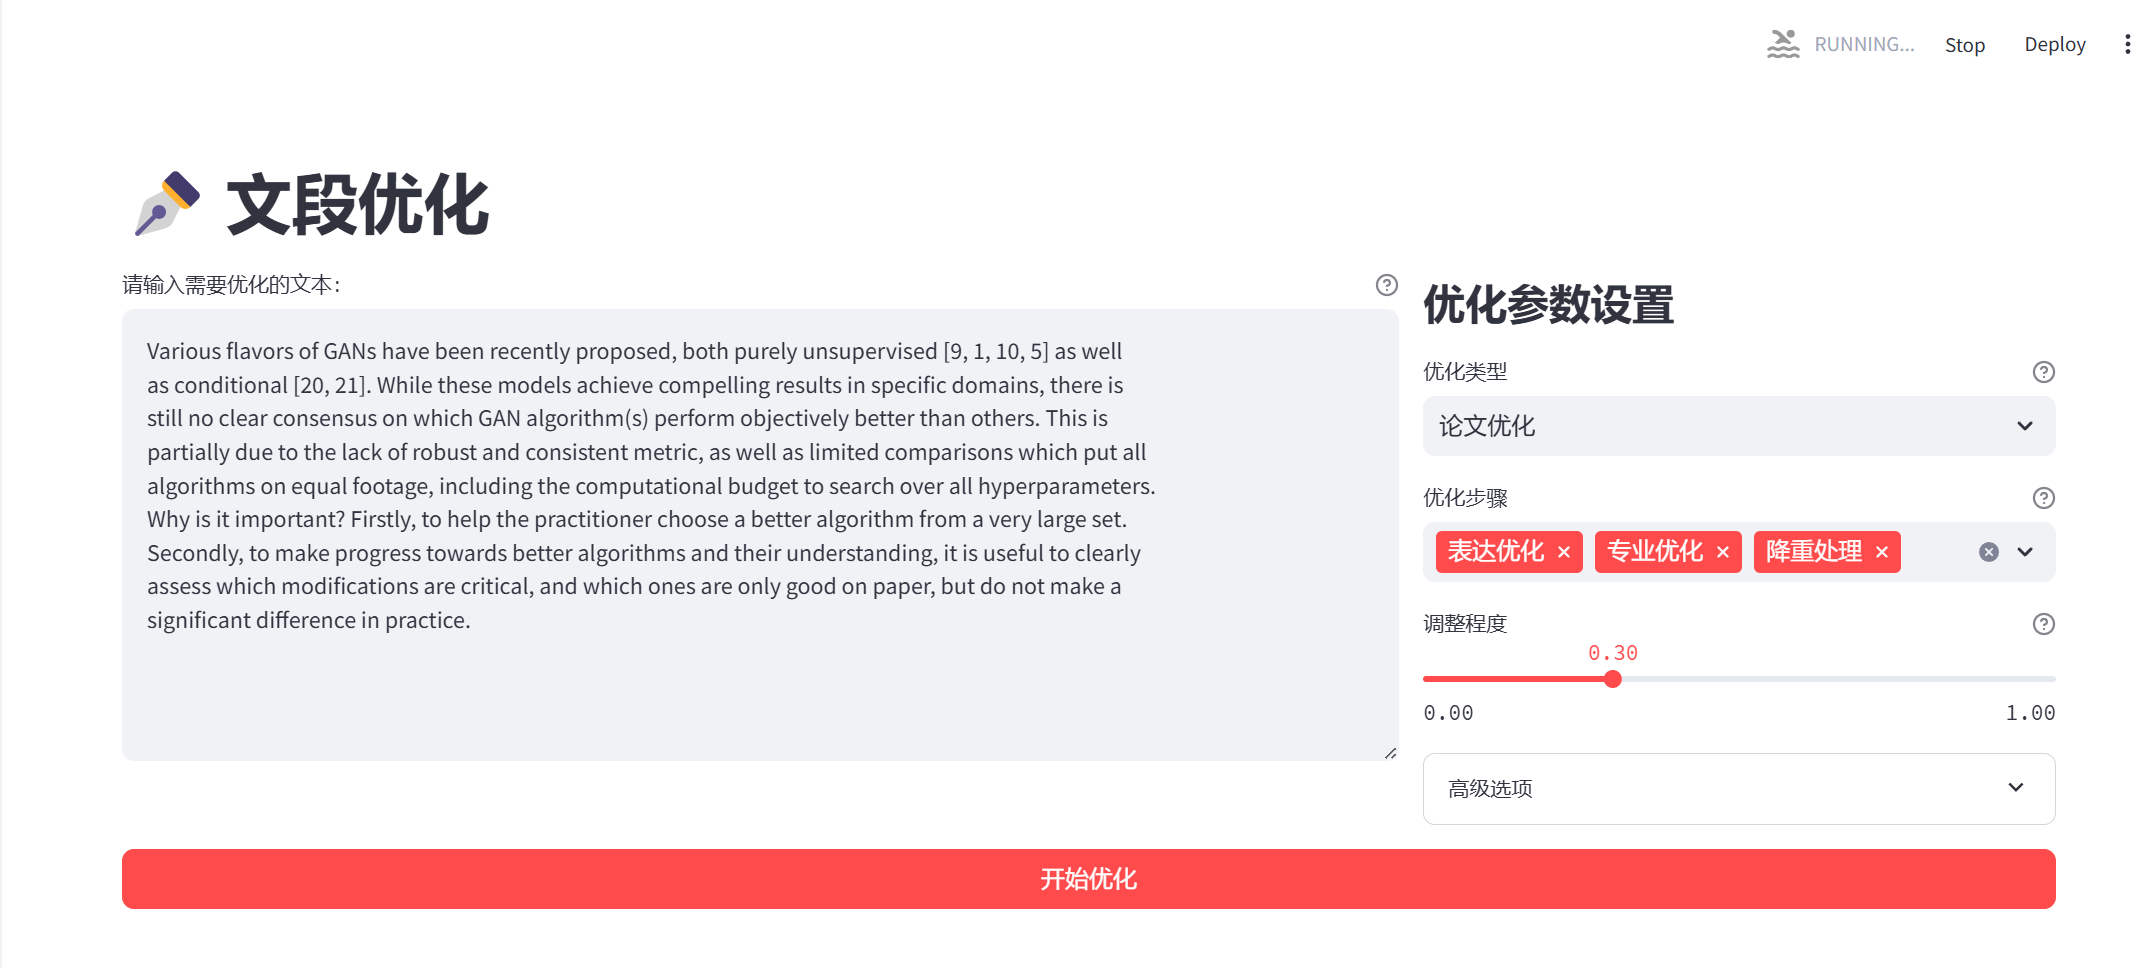 RUNNING...
Stop
Deploy
文段优化
请输入需要优化的文本:
Various flavors of GANs have been recently proposed, both purely unsupervised [9, 1, 10, 5] as well
as conditional [20, 21]. While these models achieve compelling results in specific domains, there is
still no clear consensus on which GAN algorithm(s) perform objectively better than others. This is
partially due to the lack of robust and consistent metric, as well as limited comparisons which put all
algorithms on equal footage, including the computational budget to search over all hyperparameters.
Why is it important? Firstly, to help the practitioner choose a better algorithm from a very large set.
Secondly, to make progress towards better algorithms and their understanding, it is useful to clearly
assess which modifications are critical, and which ones are only good on paper, but do not make a
significant difference in practice.
优化参数设置
优化类型
论文优化
优化步骤
表达优化
专业优化
降重处理
调整程度
0.30
0.00
1.00
高级选项
开始优化